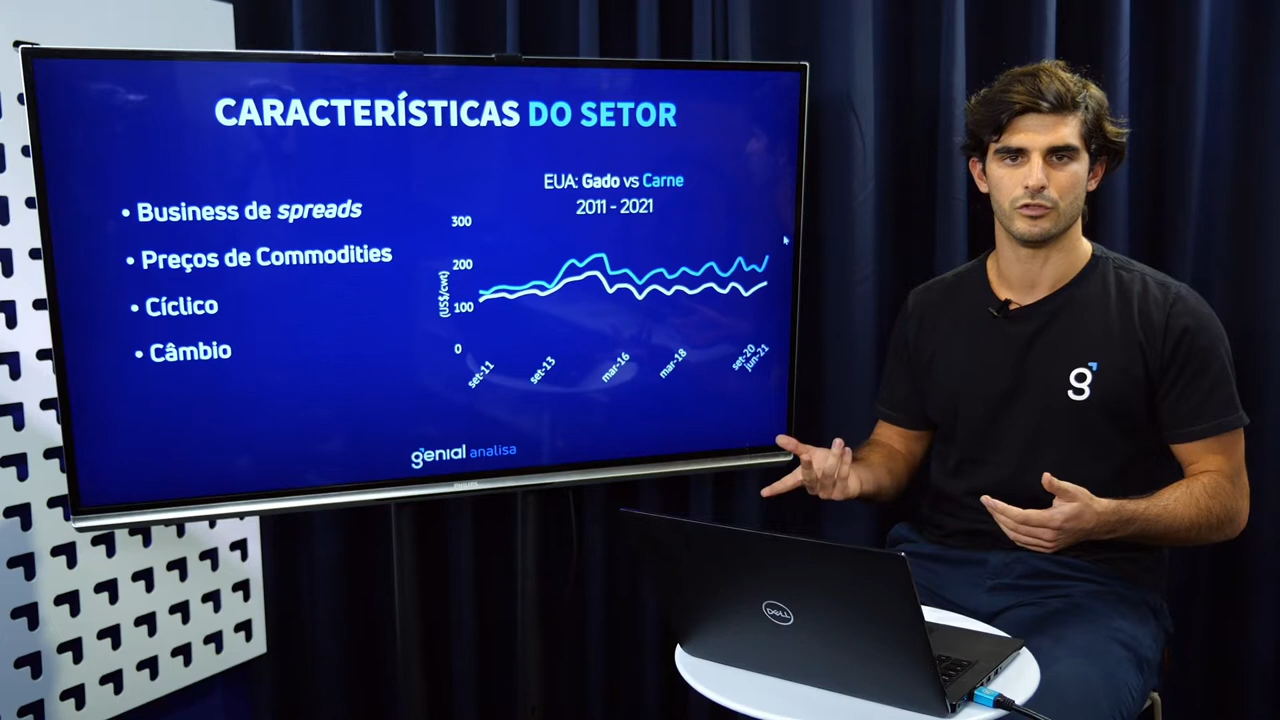 CARACTERÍSTICAS DO SETOR
• Business de spreads
• Preços de Commodities
• Cíclico
• Câmbio
EUA: Gado vs Carne
2011 - 2021
(US$/cwt)
300
200
100
0
set-11
set-13
mar-16
mar-18
set-20
jun-21
genial analisa
PHILIPS
g
DELL